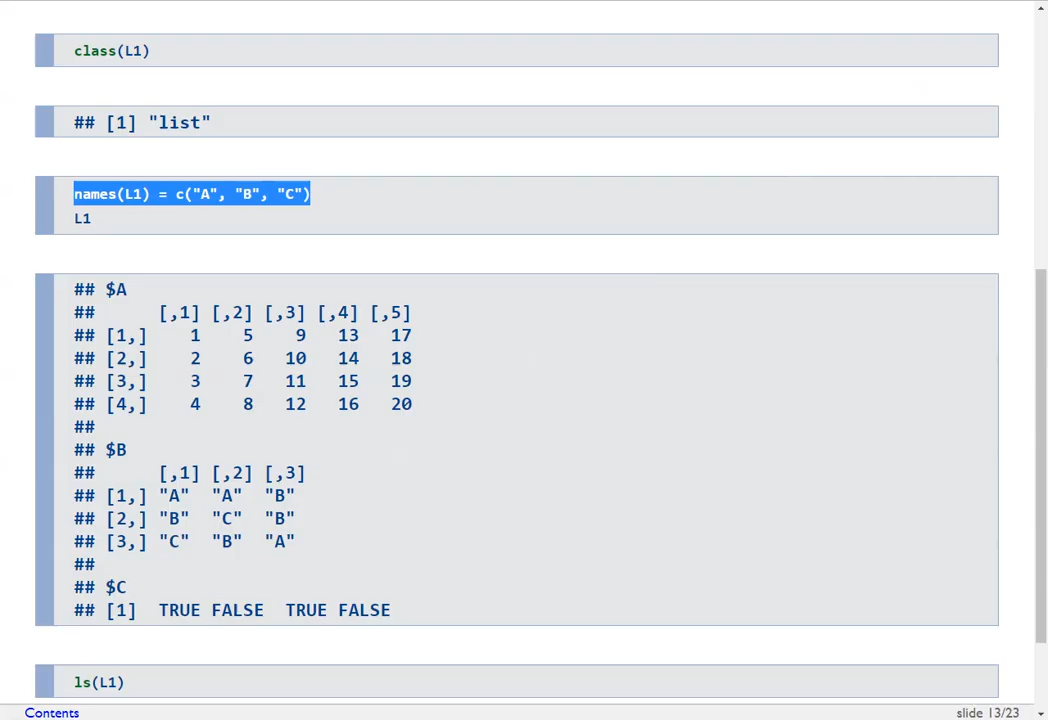 class(L1)
## [1] "list"
names(L1) = c("A", "B", "C")
L1
## $A
##      [,1] [,2] [,3] [,4] [,5]
## [1,]    1    5    9   13   17
## [2,]    2    6   10   14   18
## [3,]    3    7   11   15   19
## [4,]    4    8   12   16   20
##
## $B
##      [,1] [,2] [,3]
## [1,] "A"  "A"  "B"
## [2,] "B"  "C"  "B"
## [3,] "C"  "B"  "A"
##
## $C
## [1]  TRUE FALSE  TRUE FALSE
ls(L1)
Contents
slide 13/23